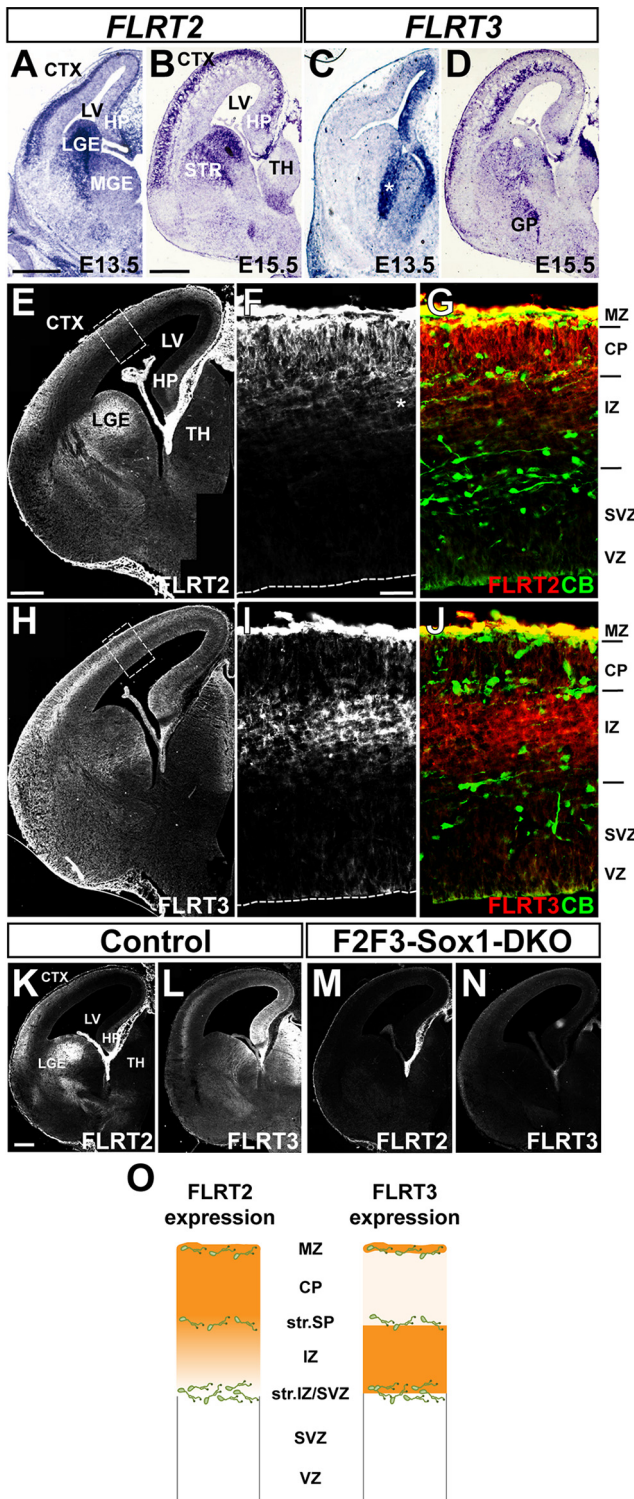 FLRT2 FLRT3
A CTX LV HP LGE MGE E13.5
B CTX LV HP STR TH E15.5
C * E13.5
D GP E15.5
E CTX LV HP LGE TH FLRT2
F *
G FLRT2 CB
MZ
CP
IZ
SVZ
VZ
H FLRT3
I
J FLRT3 CB
MZ
CP
IZ
SVZ
VZ
Control F2F3-Sox1-DKO
K CTX LV HP LGE TH FLRT2
L FLRT3
M FLRT2
N FLRT3
O
FLRT2 FLRT3
expression expression
MZ
CP
str.SP
IZ
str.IZ/SVZ
SVZ
VZ